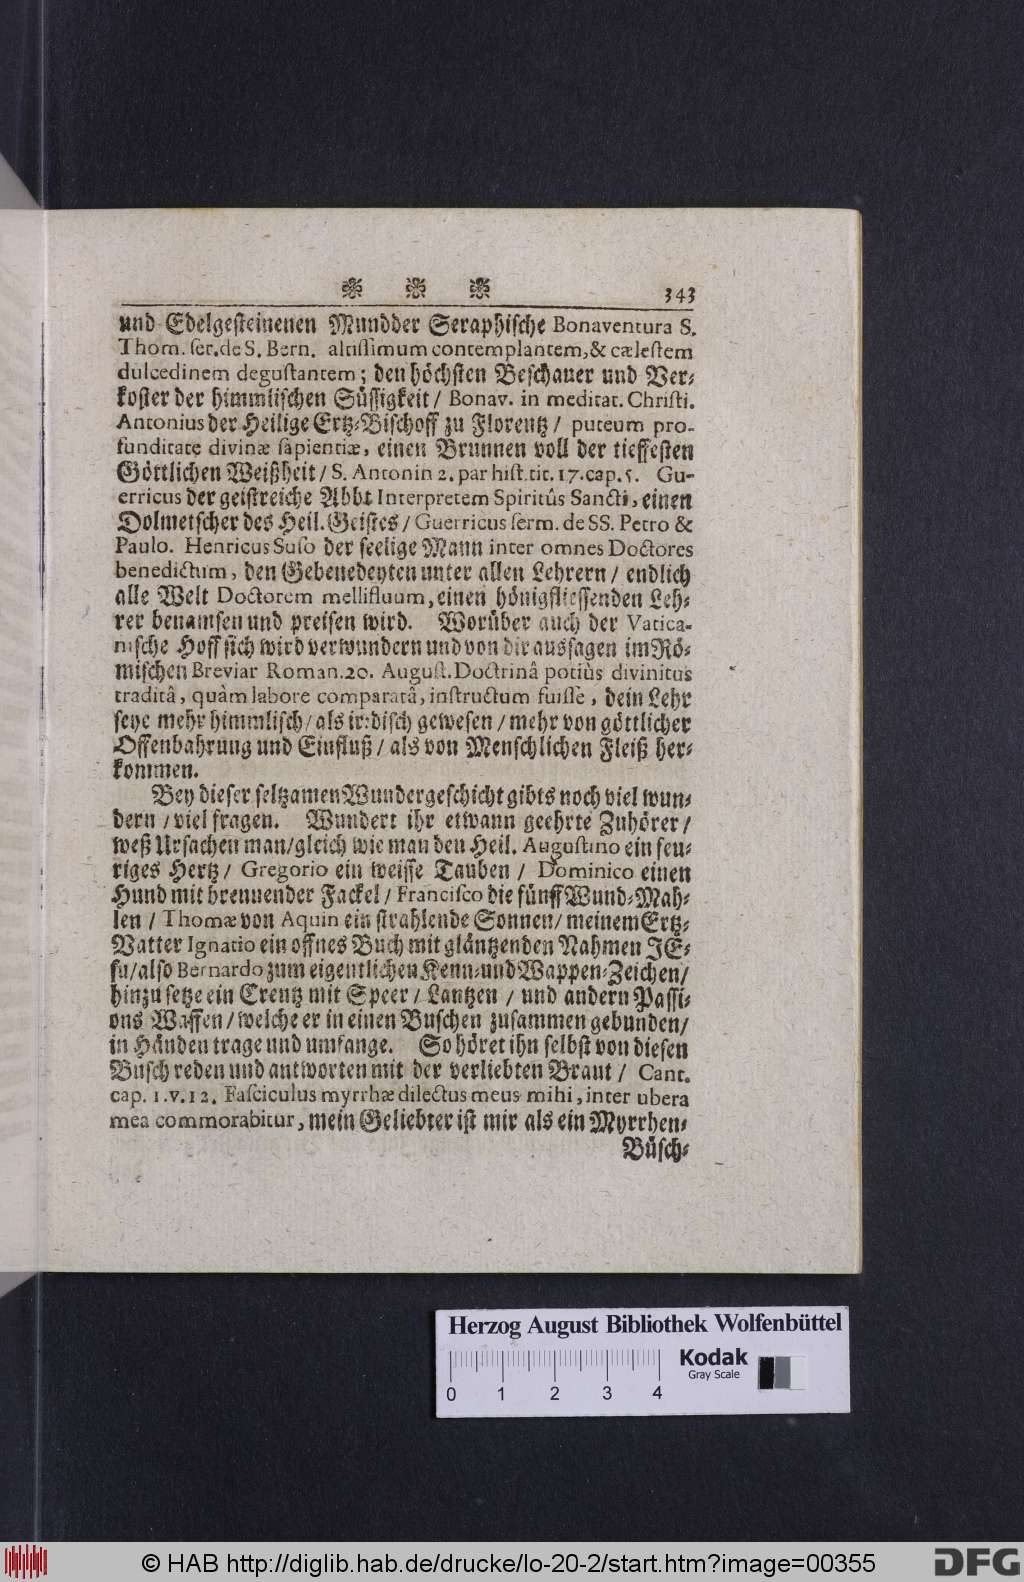 343
und Edelgesteinenen Mundder Seraphische Bonaventura S.
Thom. ser. de S. Bern. altissimum contemplantem, & cælestem
dulcedinem degustantem; den höchsten Beschauer und Ver-
koster der himmlischen Süssigkeit / Bonav. in meditat. Christi.
Antonius der Heilige Ertz-Bischoff zu Florentz / puteum pro-
funditate divinæ sapientiæ, einen Brunnen voll der tieffesten
Göttlichen Weißheit / S. Antonin 2. par hist. tit. 17. cap. 5. Gu-
erricus der geistreiche Abbt Interpretem Spiritûs Sancti, einen
Dolmetscher des Heil. Geistes / Guerricus serm. de SS. Petro &
Paulo. Henricus Suso der seelige Mann inter omnes Doctores
benedictum, den Gebenedeyten unter allen Lehrern / endlich
alle Welt Doctorem mellifluum, einen hönigfliessenden Leh-
rer benamsen und preisen wird. Worüber auch der Vatica-
nische Hoff sich wird verwundern und von dir aussagen im Rö-
mischen Breviar Roman. 20. August. Doctrinâ potiùs divinitus
traditâ, quàm labore comparatâ, instructum fuisse, dein Lehr
seye mehr himmlisch / als irrdisch gewesen / mehr von göttlicher
Offenbahrung und Einfluß / als von Menschlichen Fleiß her-
kommen.
Bey dieser seltzamen Wundergeschicht gibts noch viel wun-
dern / viel fragen. Wundert ihr etwann geehrte Zuhörer /
weß Ursachen man / gleich wie man den Heil. Augustino ein feu-
riges Hertz / Gregorio ein weisse Tauben / Dominico einen
Hund mit brennender Fackel / Francisco die fünff Wund-Mah-
len / Thomæ von Aquin ein strahlende Sonnen / meinem Ertz-
Vatter Ignatio ein offnes Buch mit gläntzenden Nahmen JE-
su / also Bernardo zum eigentlichen Kenn- und Wappen-Zeichen /
hinzu setze ein Creutz mit Speer / Lantzen / und andern Passi-
ons Waffen / welche er in einen Buschen zusammen gebunden /
in Händen trage und umfange. So höret ihn selbst von diesen
Busch reden und antworten mit der verliebten Braut / Cant.
cap. 1. v. 12. Fasciculus myrrhæ dilectus meus mihi, inter ubera
mea commorabitur, mein Geliebter ist mir als ein Myrrhen-
Büsch-
Herzog August Bibliothek Wolfenbüttel
Kodak
Gray Scale
0 1 2 3 4
© HAB http://diglib.hab.de/drucke/lo-20-2/start.htm?image=00355
DFG